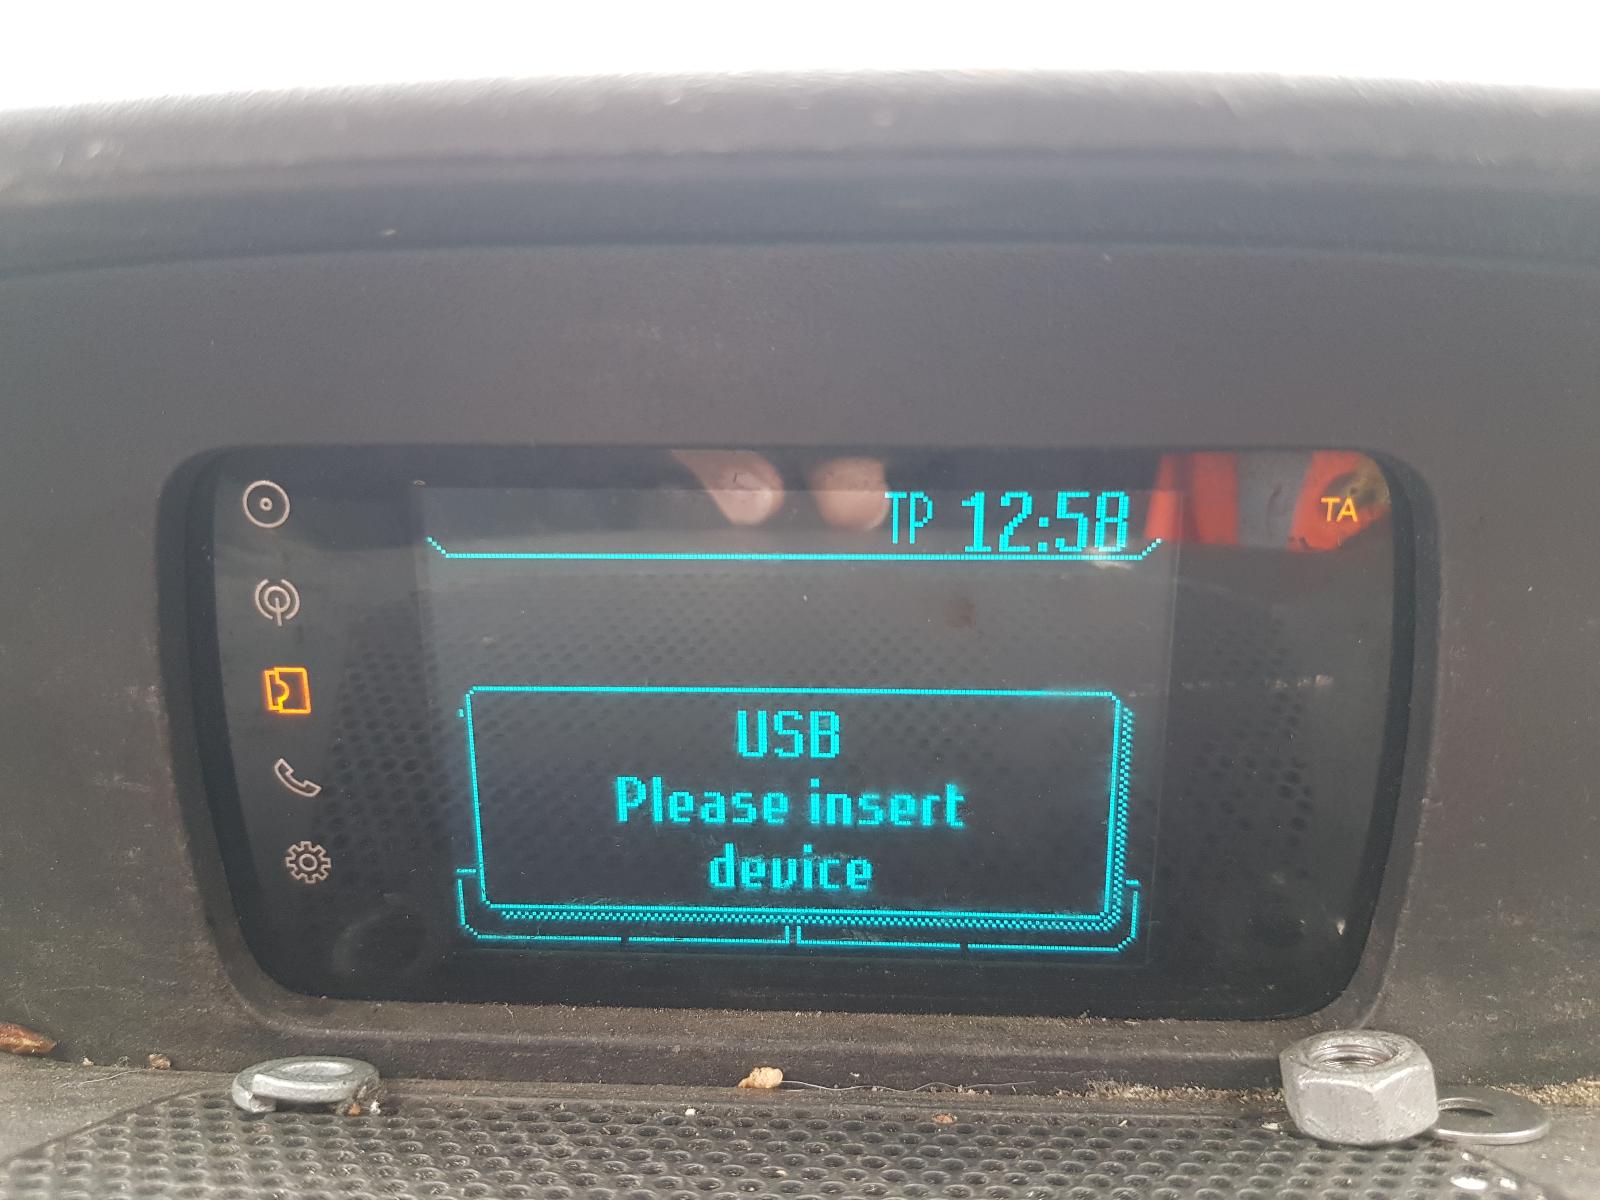 TP 12:58
TA
USB
Please insert
device